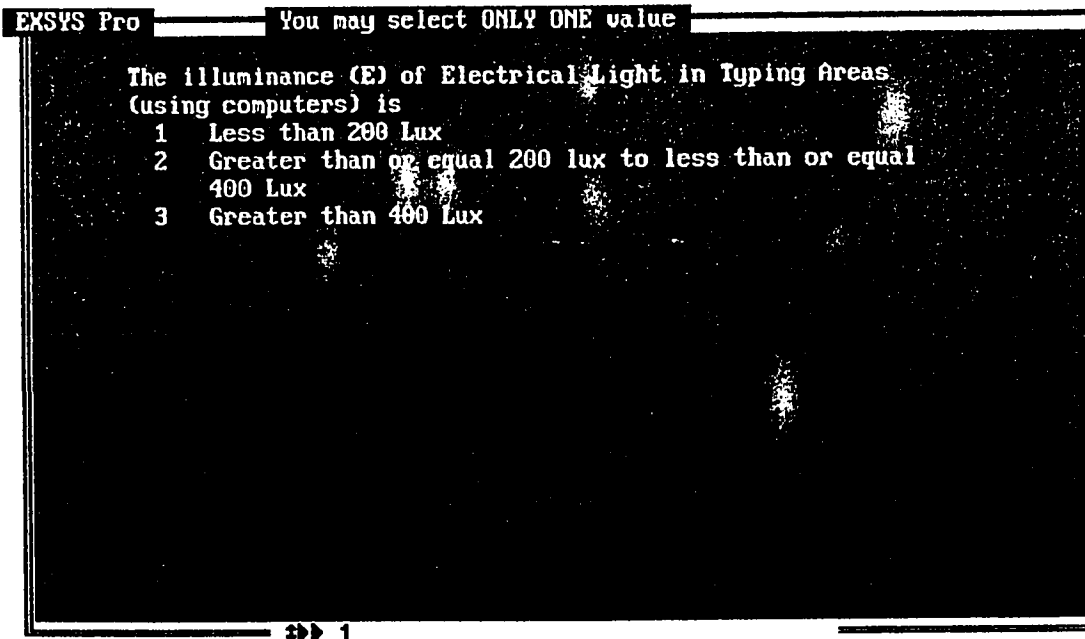 EXSYS Pro You may select ONLY ONE value
The illuminance (E) of Electrical Light in Typing Areas
(using computers) is
1 Less than 200 Lux
2 Greater than or equal 200 lux to less than or equal
400 Lux
3 Greater than 400 Lux
1